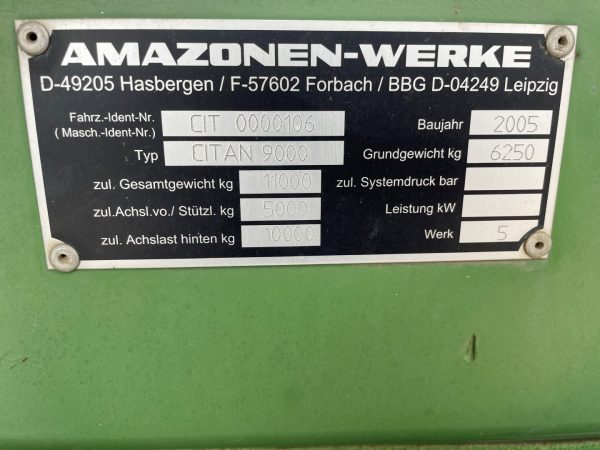 AMAZONEN-WERKE
D-49205 Hasbergen / F-57602 Forbach / BBG D-04249 Leipzig
Fahrz.-Ident-Nr. CIT 0000106 Baujahr 2005
( Masch.-Ident-Nr.)
Typ CITAN 9000 Grundgewicht kg 6250
zul. Gesamtgewicht kg 11000 zul. Systemdruck bar
zul.Achsl.vo./ Stützl. kg 5000 Leistung kW
zul. Achslast hinten kg 10000 Werk 5